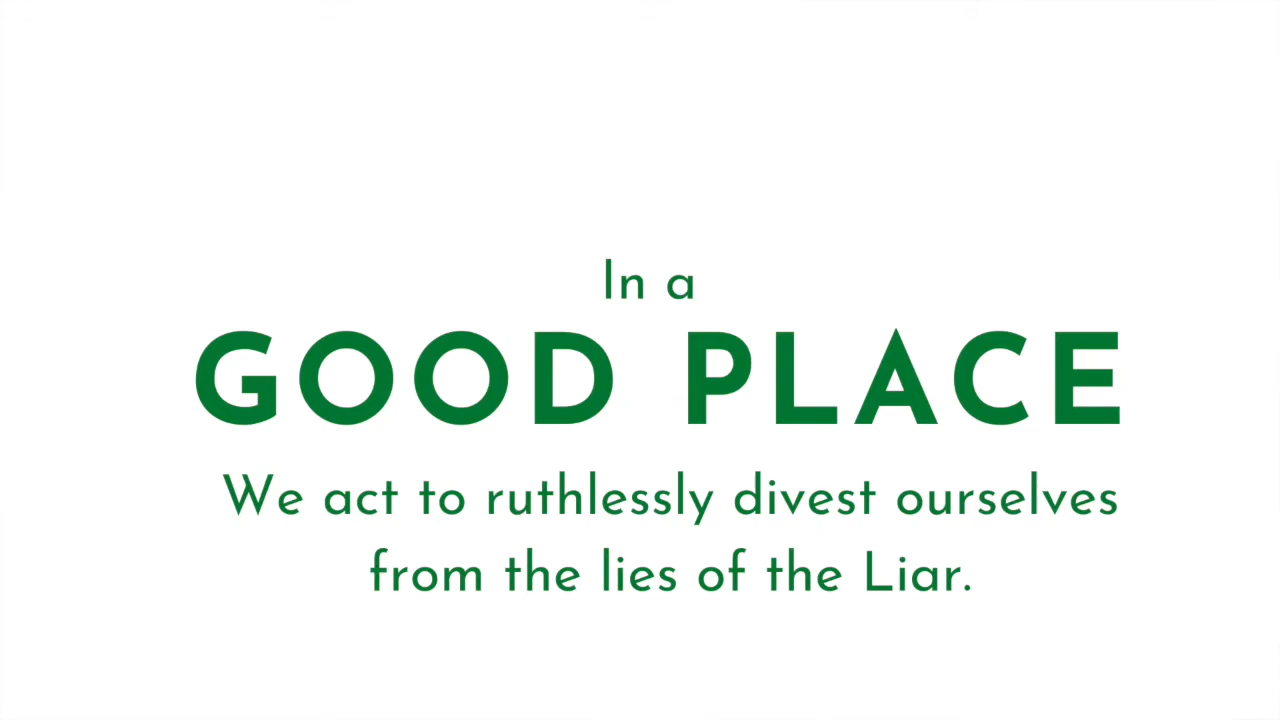 In a
GOOD PLACE
We act to ruthlessly divest ourselves
from the lies of the Liar.